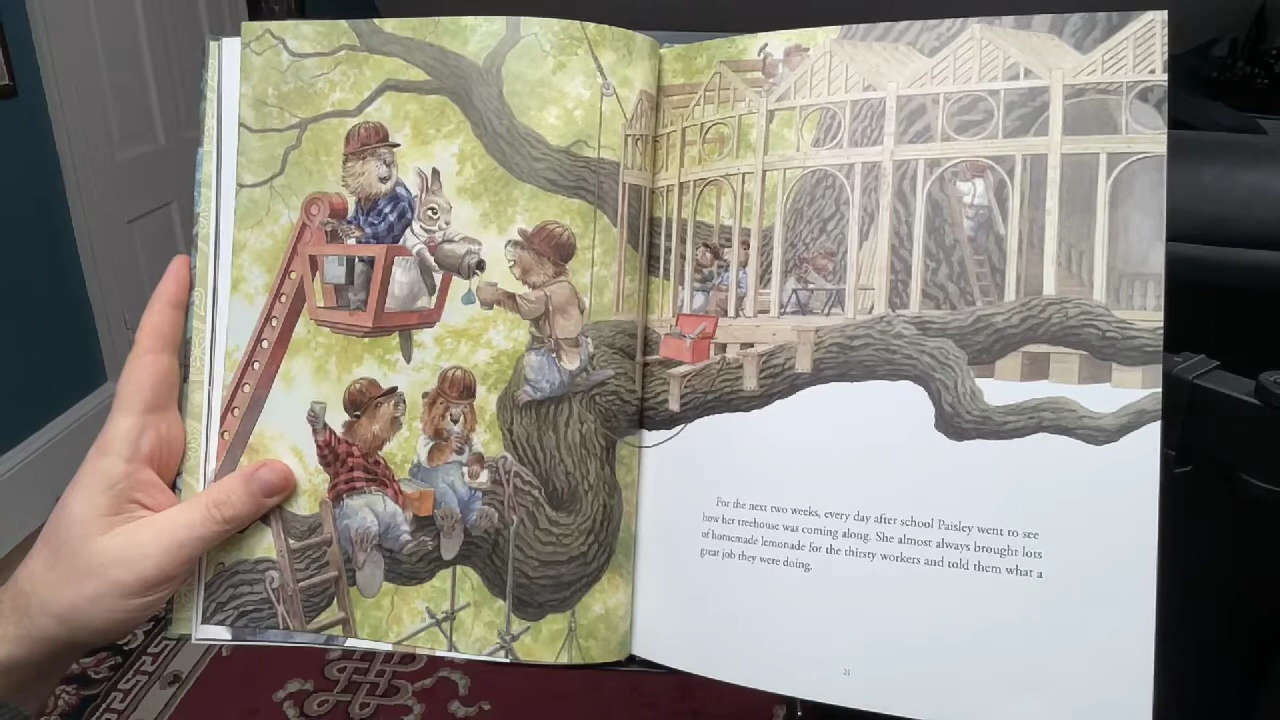 For the next two weeks, every day after school Paisley went to see
how her treehouse was coming along. She almost always brought lots
of homemade lemonade for the thirsty workers and told them what a
great job they were doing.
21